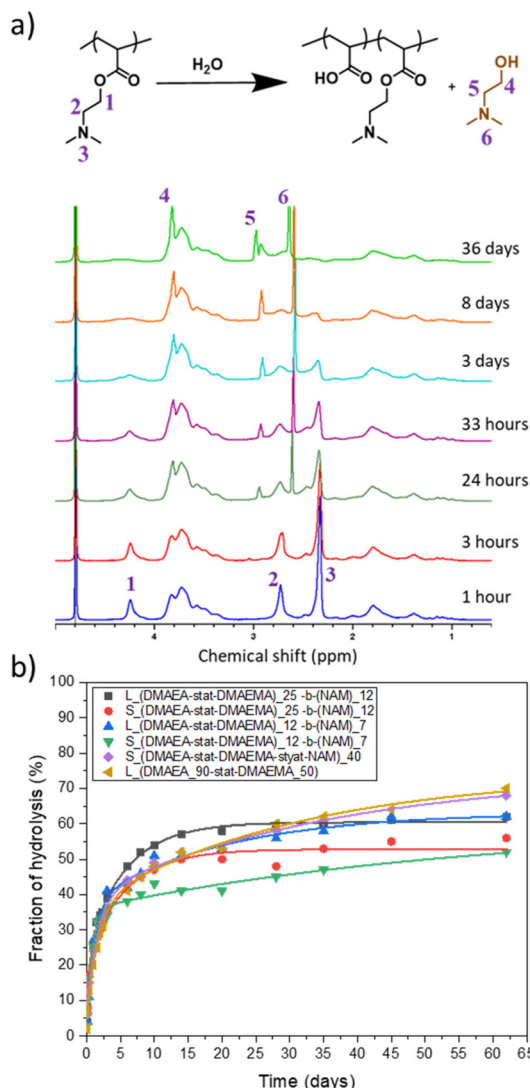 a)
H₂O
O
O
HO
O
O
O
+
OH
2
1
N
3
N
5
4
N
6
4
5
6
36 days
8 days
3 days
33 hours
24 hours
3 hours
1 hour
1
2
3
4
3
2
1
Chemical shift (ppm)
b)
100
90
80
70
60
50
40
30
20
10
0
L_(DMAEA-stat-DMAEMA)_25 -b-(NAM)_12
S_(DMAEA-stat-DMAEMA)_25 -b-(NAM)_12
L_(DMAEA-stat-DMAEMA)_12 -b-(NAM)_7
S_(DMAEA-stat-DMAEMA)_12 -b-(NAM)_7
S_(DMAEA-stat-DMAEMA-styat-NAM)_40
L_(DMAEA_90-stat-DMAEMA_50)
Fraction of hydrolysis (%)
0 5 10 15 20 25 30 35 40 45 50 55 60 65
Time (days)